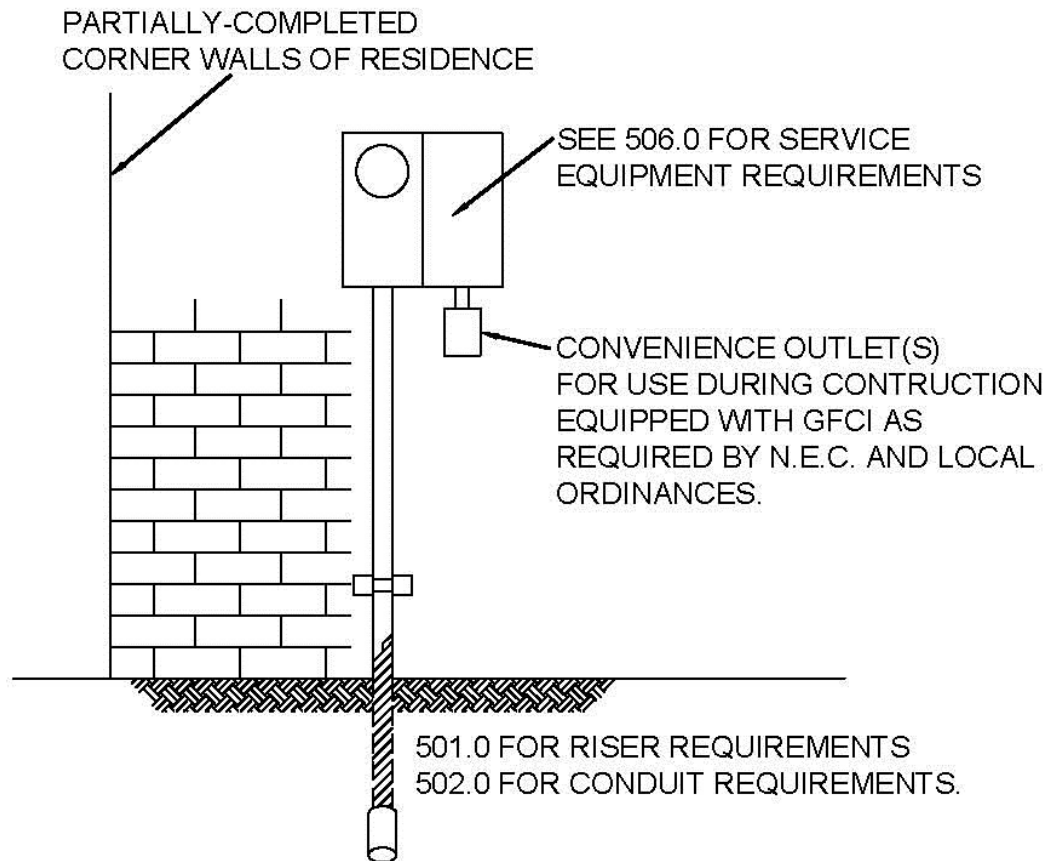 PARTIALLY-COMPLETED
CORNER WALLS OF RESIDENCE
SEE 506.0 FOR SERVICE
EQUIPMENT REQUIREMENTS
CONVENIENCE OUTLET(S)
FOR USE DURING CONTRUCTION
EQUIPPED WITH GFCI AS
REQUIRED BY N.E.C. AND LOCAL
ORDINANCES.
501.0 FOR RISER REQUIREMENTS
502.0 FOR CONDUIT REQUIREMENTS.